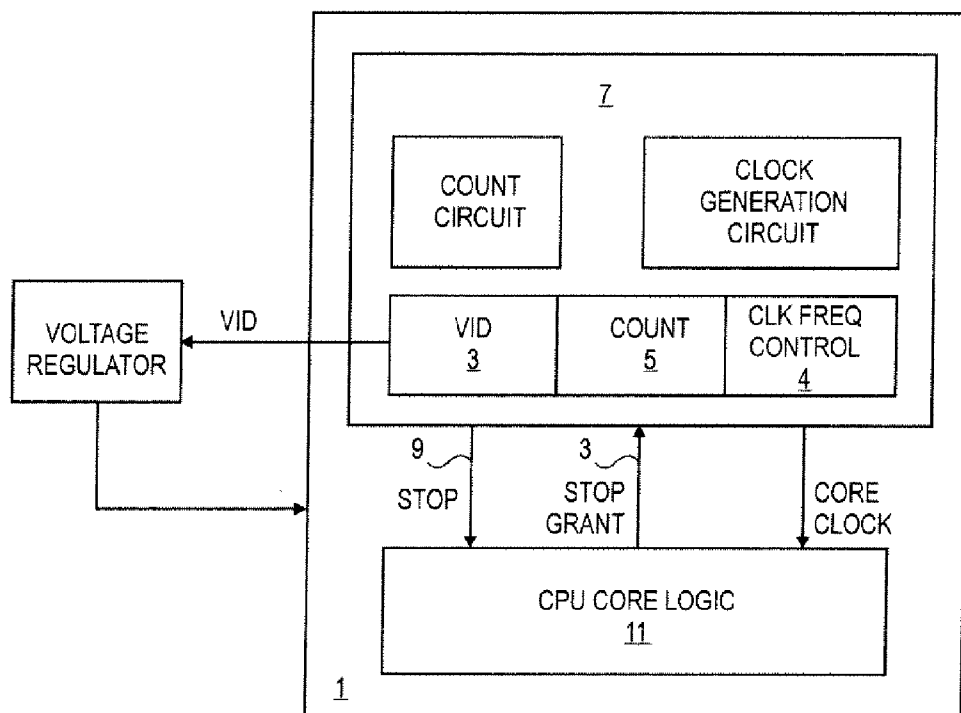 7
COUNT
CIRCUIT
CLOCK
GENERATION
CIRCUIT
VOLTAGE
REGULATOR
VID
VID
3
COUNT
5
CLK FREQ
CONTROL
4
9
STOP
3
STOP
GRANT
CORE
CLOCK
CPU CORE LOGIC
11
1